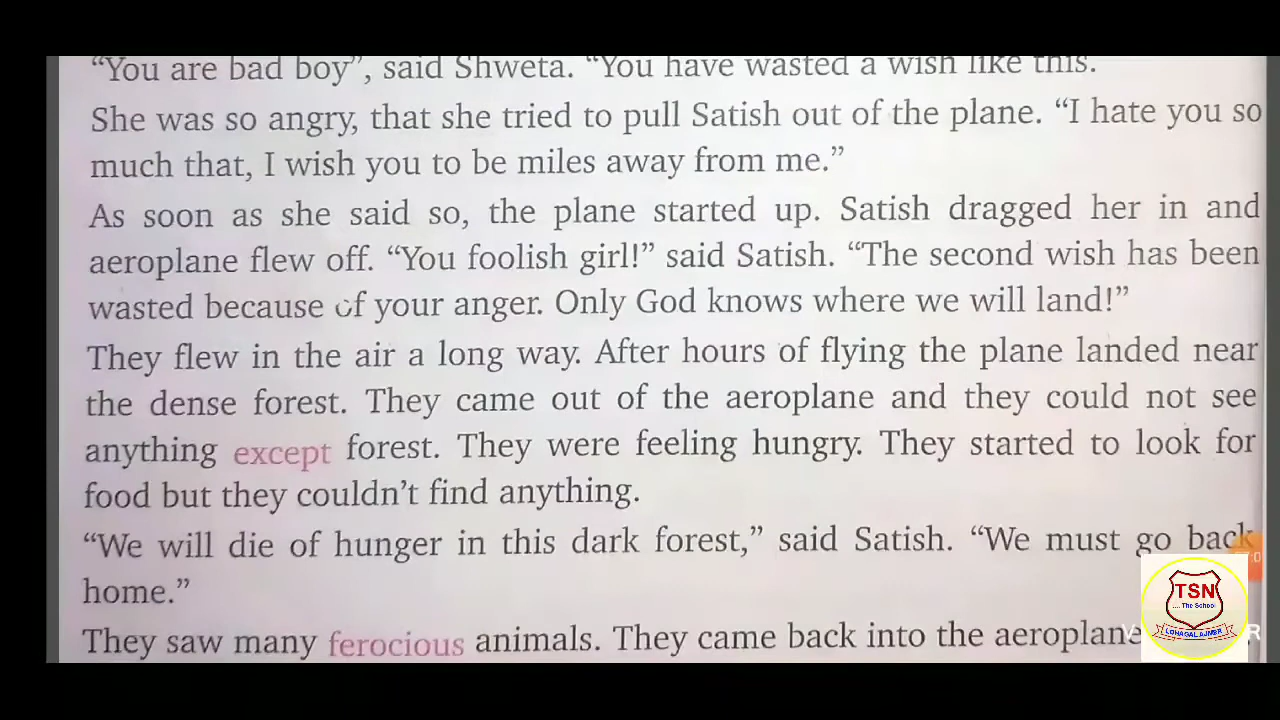 “You are bad boy”, said Shweta. “You have wasted a wish like this.
She was so angry, that she tried to pull Satish out of the plane. “I hate you so
much that, I wish you to be miles away from me.”
As soon as she said so, the plane started up. Satish dragged her in and
aeroplane flew off. “You foolish girl!” said Satish. “The second wish has been
wasted because of your anger. Only God knows where we will land!”
They flew in the air a long way. After hours of flying the plane landed near
the dense forest. They came out of the aeroplane and they could not see
anything except forest. They were feeling hungry. They started to look for
food but they couldn’t find anything.
“We will die of hunger in this dark forest,” said Satish. “We must go back
home.”
They saw many ferocious animals. They came back into the aeroplane
TSN
.... The School
LOHAGAL AJMER